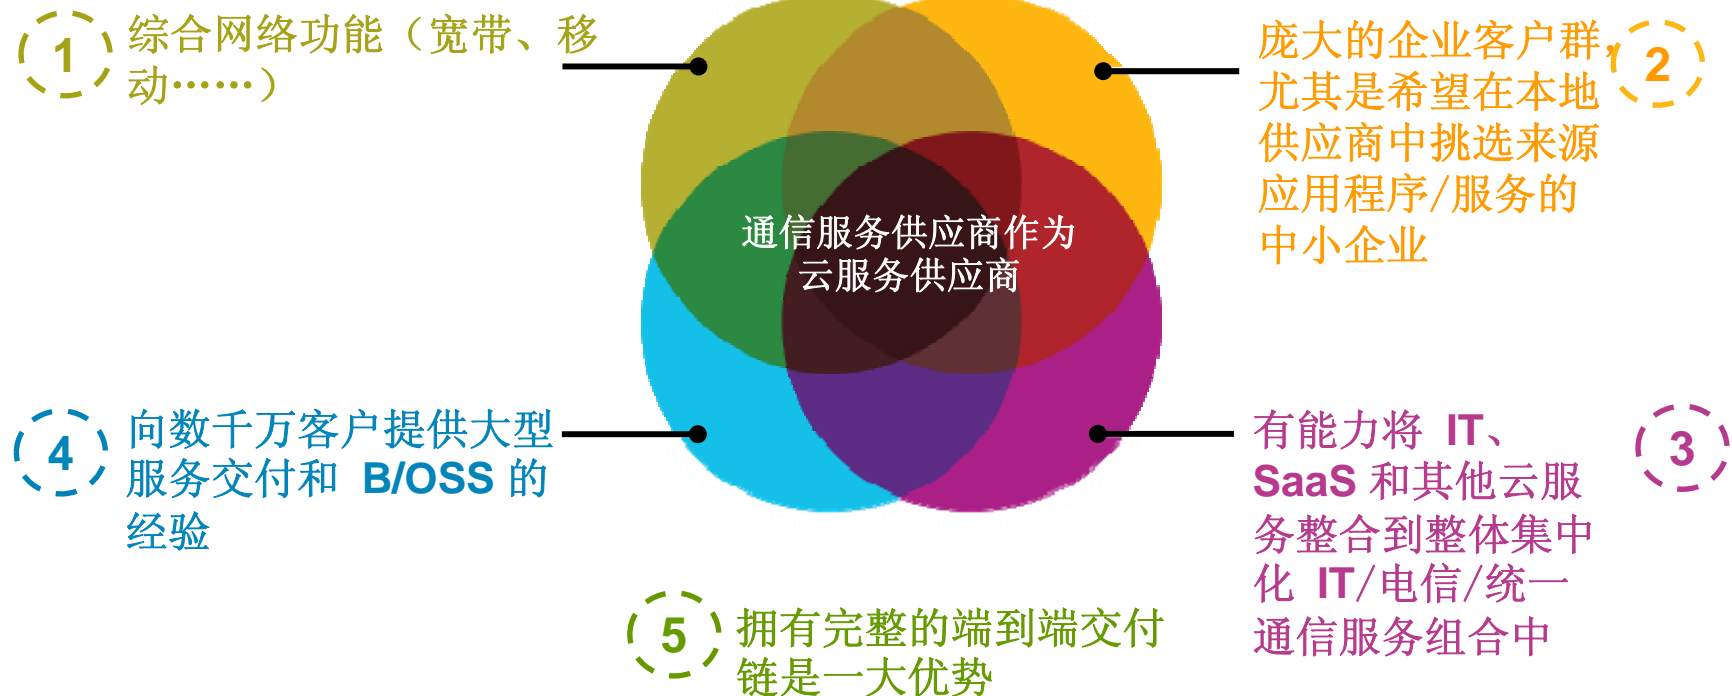 1
综合网络功能（宽带、移
动……）
2
庞大的企业客户群，
尤其是希望在本地
供应商中挑选来源
应用程序/服务的
中小企业
通信服务供应商作为
云服务供应商
3
有能力将 IT、
SaaS 和其他云服
务整合到整体集中
化 IT/电信/统一
通信服务组合中
4
向数千万客户提供大型
服务交付和 B/OSS 的
经验
5
拥有完整的端到端交付
链是一大优势